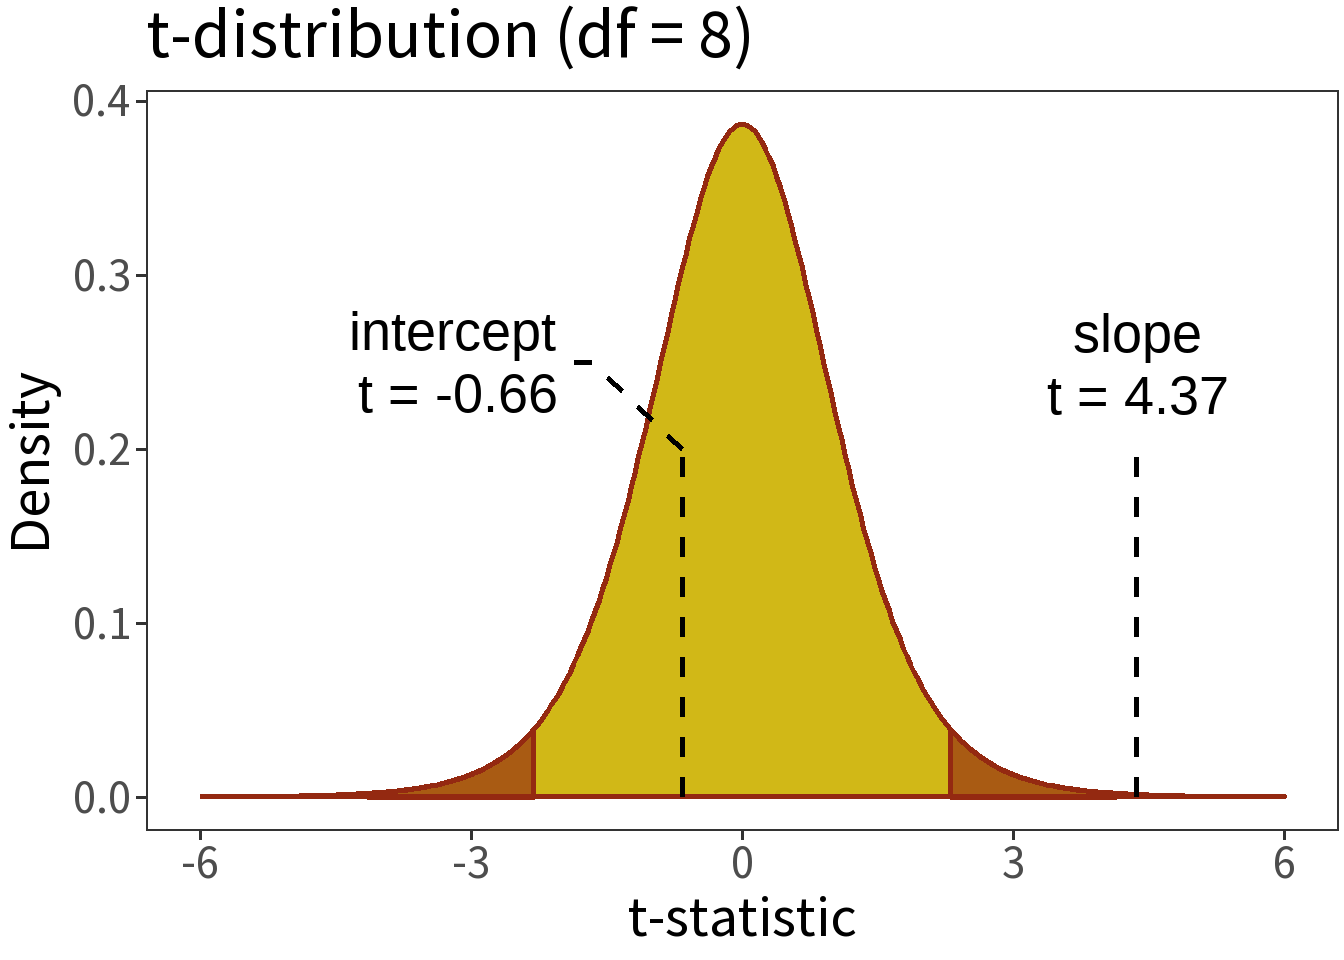 t-distribution (df = 8)
0.4
0.3
0.2
0.1
0.0
Density
intercept
t = -0.66
slope
t = 4.37
-6
-3
0
3
6
t-statistic